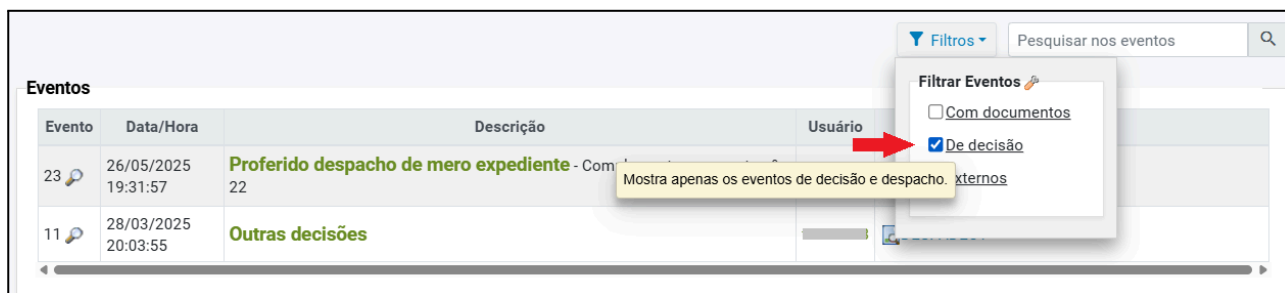 Filtros
Pesquisar nos eventos
Filtrar Eventos
Com documentos
De decisão
Eventos
Evento Data/Hora Descrição Usuário
23 26/05/2025 19:31:57 Proferido despacho de mero expediente -
22
Mostra apenas os eventos de decisão e despacho.
11 28/03/2025 20:03:55 Outras decisões